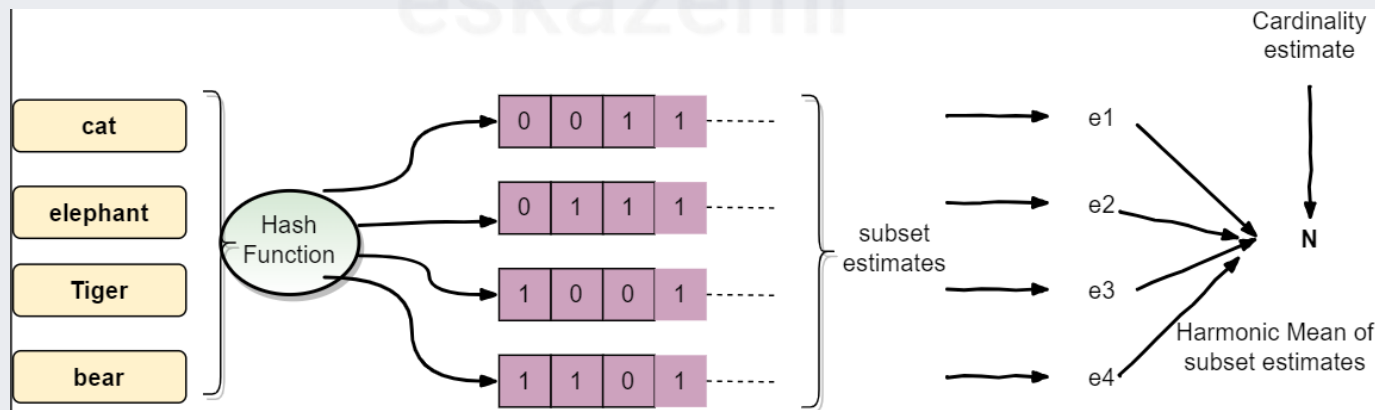 eskazemi
Cardinality
estimate
cat
0 0 1 1
e1
elephant
Hash
Function
0 1 1 1
subset
estimates
e2
N
Tiger
1 0 0 1
e3
Harmonic Mean of
subset estimates
bear
1 1 0 1
e4